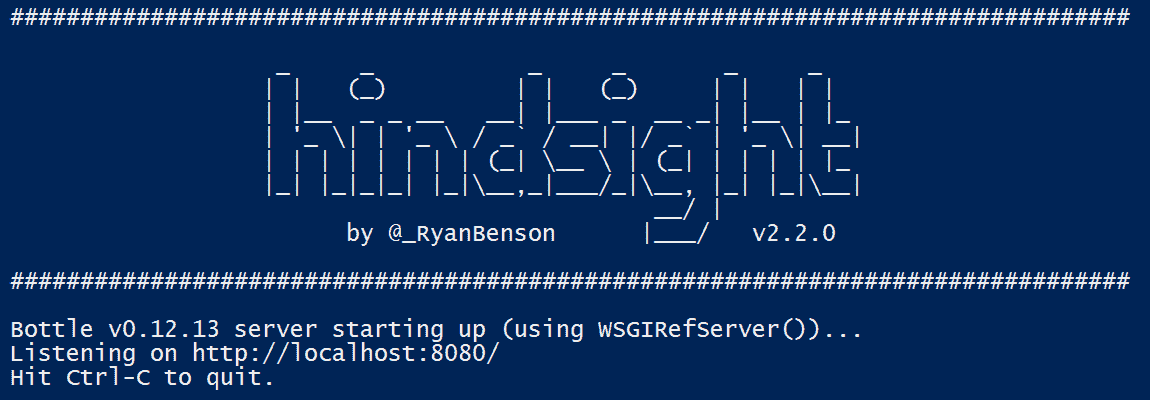 ################################################################################
hindsight
by @_RyanBenson v2.2.0
################################################################################
Bottle v0.12.13 server starting up (using WSGIRefServer())...
Listening on http://localhost:8080/
Hit Ctrl-C to quit.